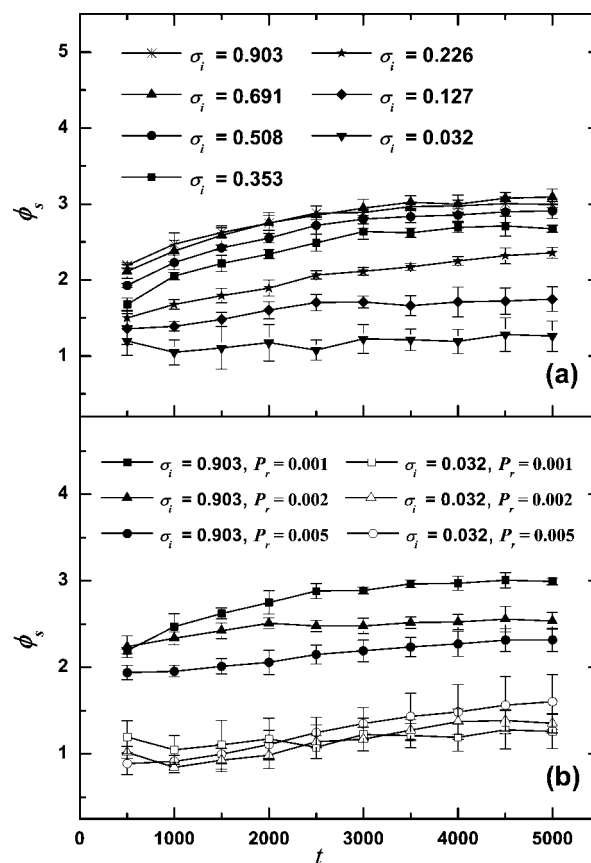 5
4
3
2
1
ϕs
σi = 0.903
σi = 0.226
σi = 0.691
σi = 0.127
σi = 0.508
σi = 0.032
σi = 0.353
(a)
4
3
2
1
ϕs
σi = 0.903, Pr = 0.001
σi = 0.032, Pr = 0.001
σi = 0.903, Pr = 0.002
σi = 0.032, Pr = 0.002
σi = 0.903, Pr = 0.005
σi = 0.032, Pr = 0.005
(b)
0 1000 2000 3000 4000 5000
t